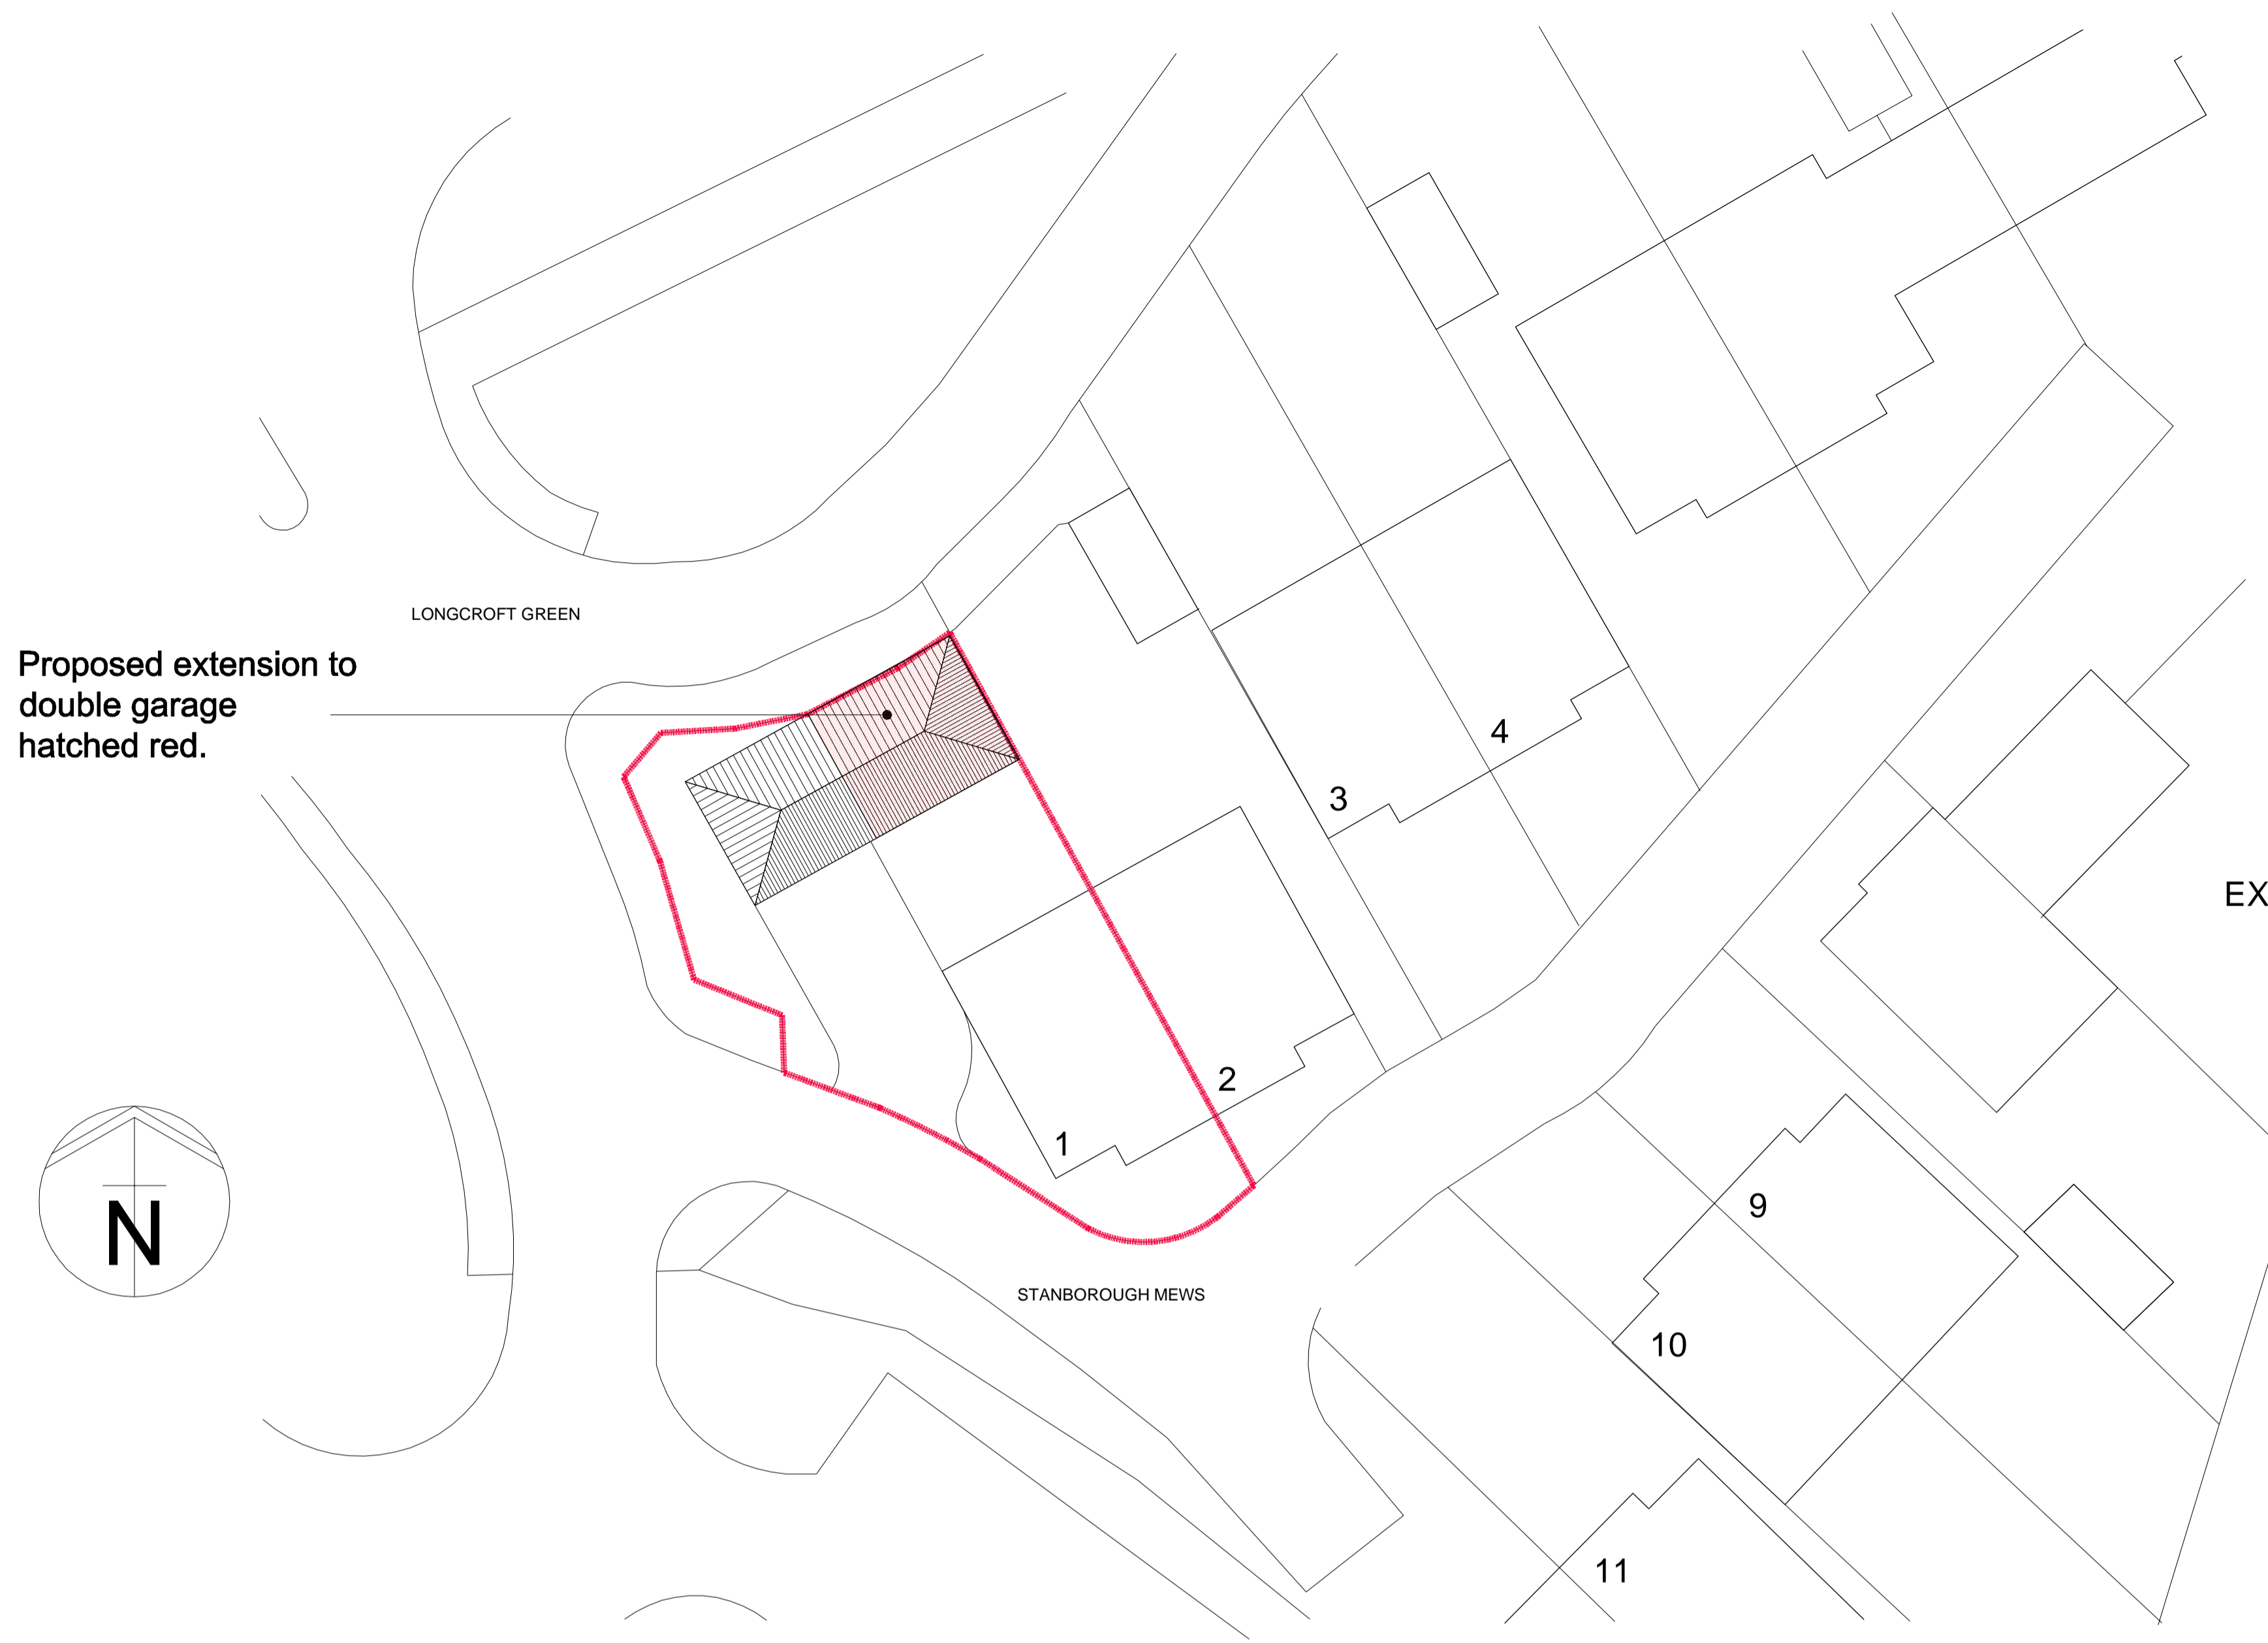 LONGCROFT GREEN
Proposed extension to
double garage
hatched red.
4
3
EX
2
1
N
9
STANBOROUGH MEWS
10
11